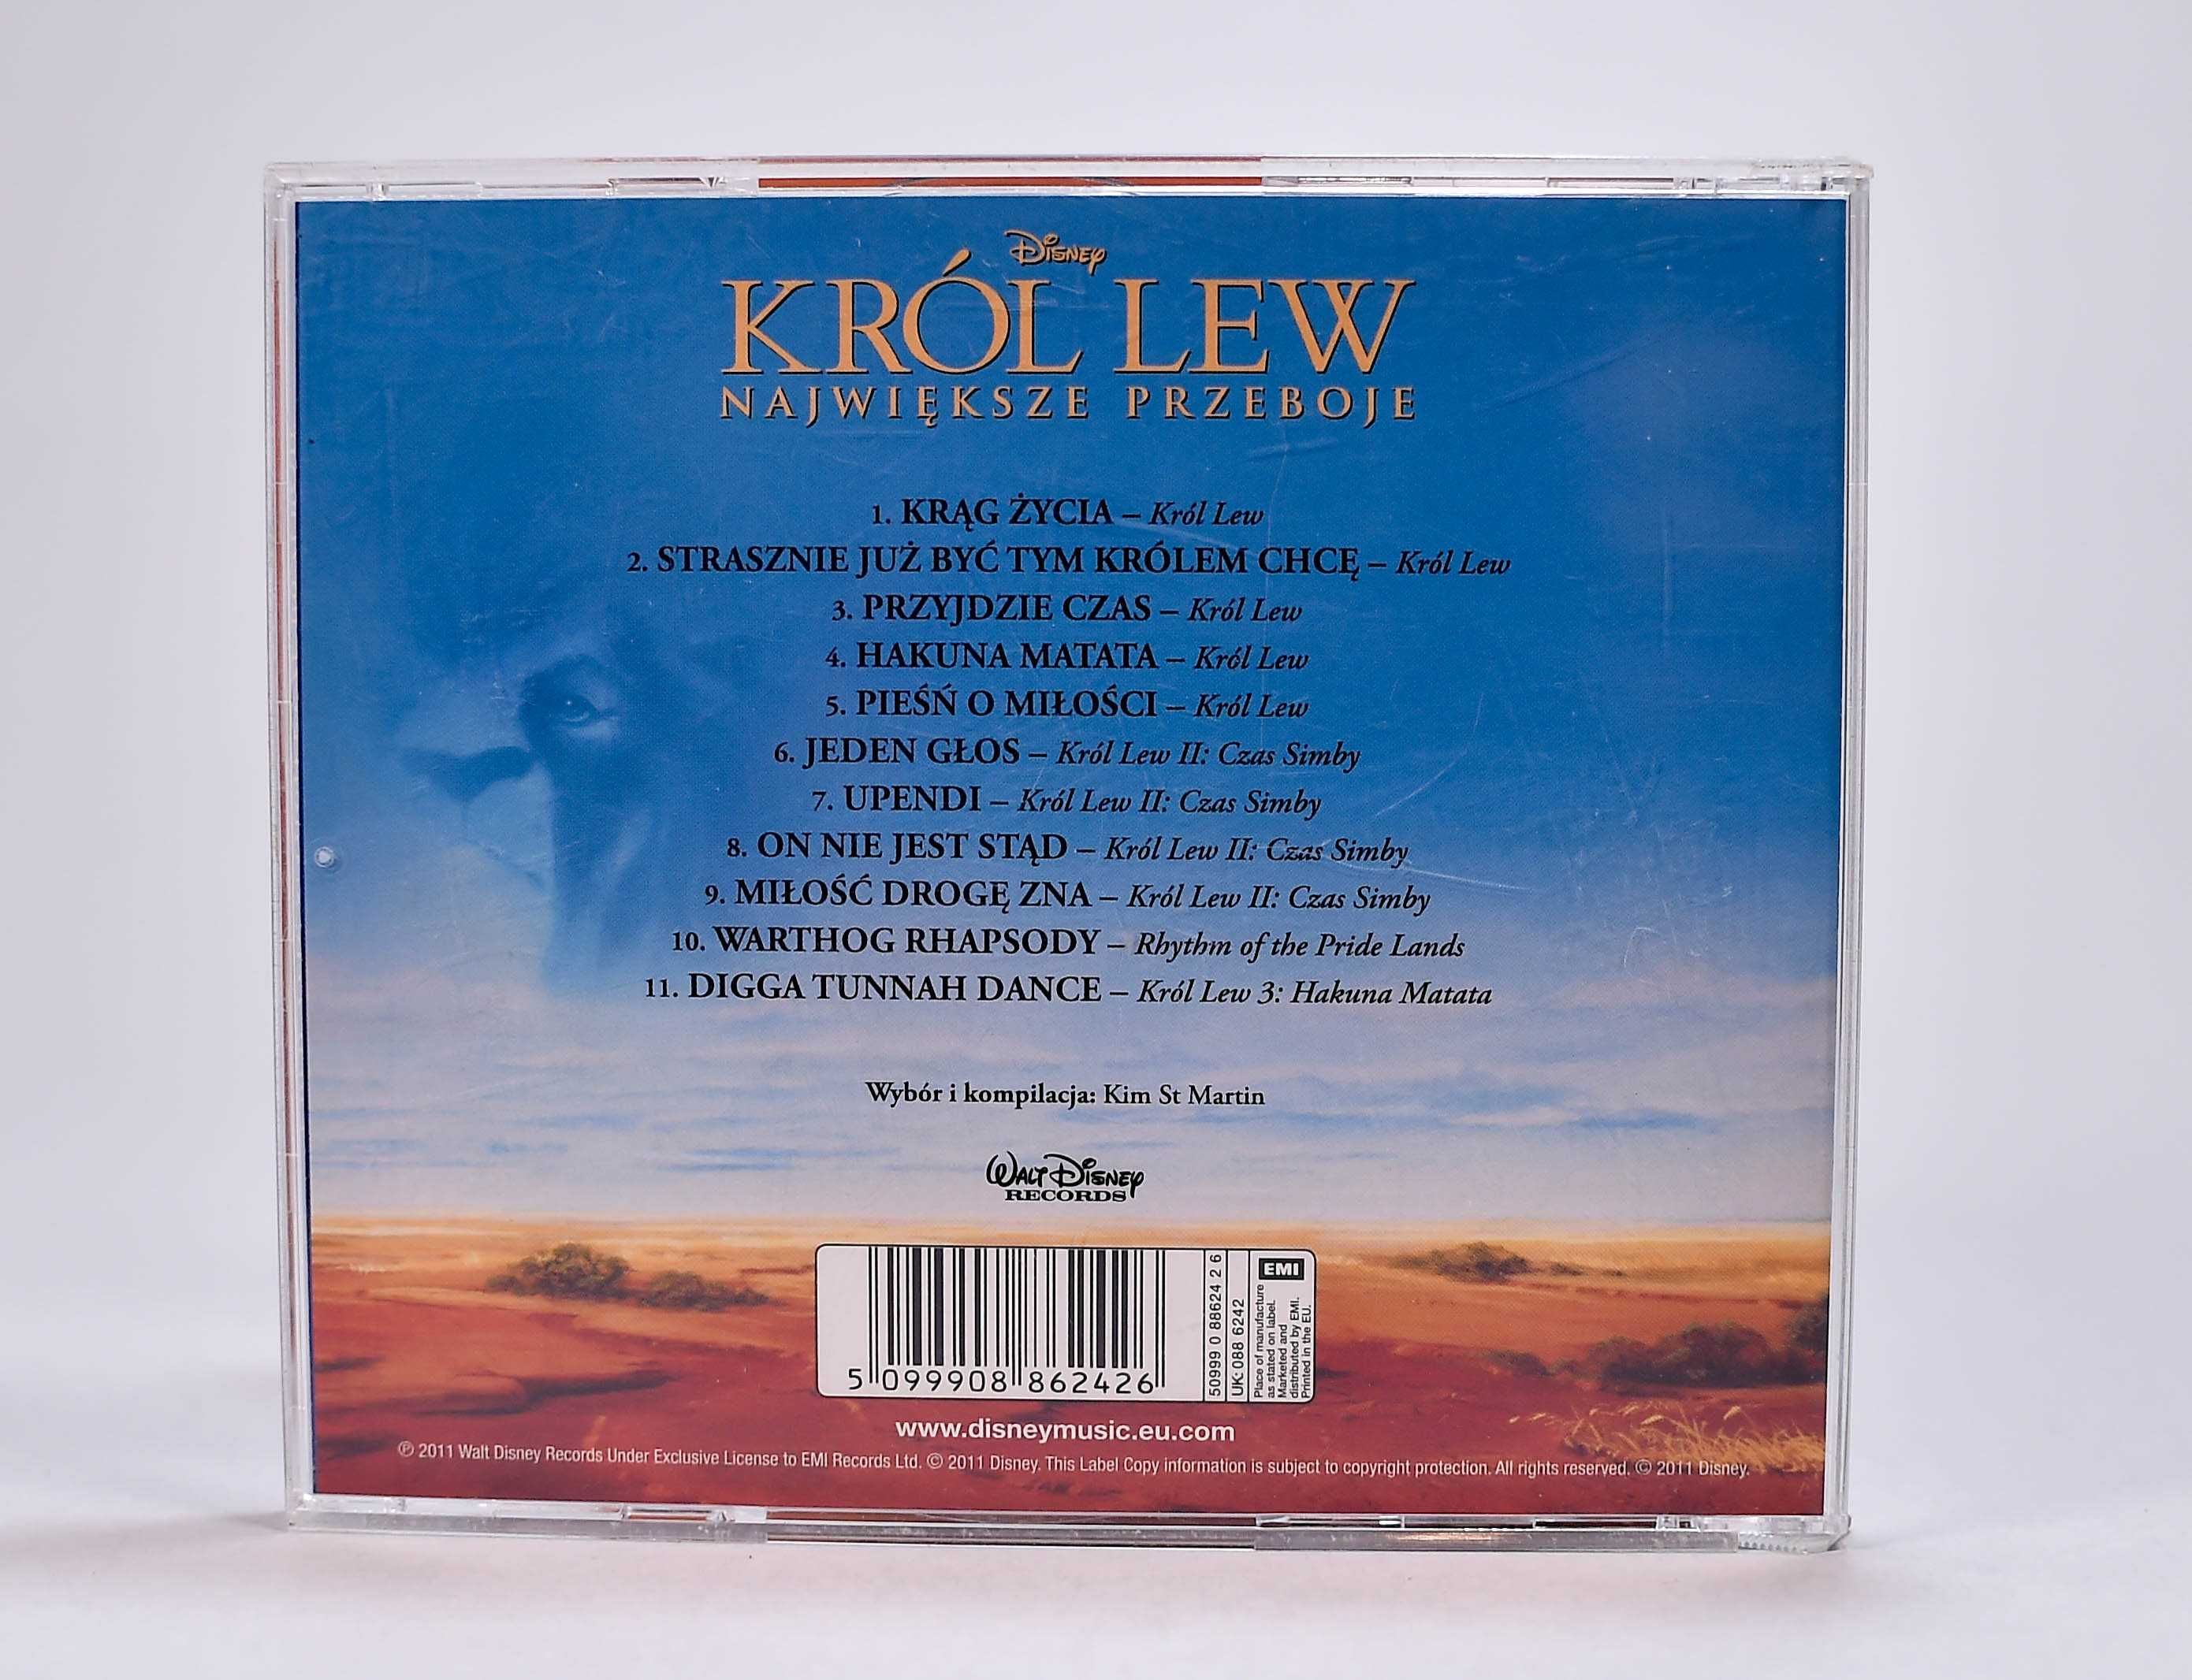 Disney
KRÓL LEW
NAJWIĘKSZE PRZEBOJE
1. KRĄG ŻYCIA – Król Lew
2. STRASZNIE JUŻ BYĆ TYM KRÓLEM CHCĘ – Król Lew
3. PRZYJDZIE CZAS – Król Lew
4. HAKUNA MATATA – Król Lew
5. PIEŚŃ O MIŁOŚCI – Król Lew
6. JEDEN GŁOS – Król Lew II: Czas Simby
7. UPENDI – Król Lew II: Czas Simby
8. ON NIE JEST STĄD – Król Lew II: Czas Simby
9. MIŁOŚĆ DROGĘ ZNA – Król Lew II: Czas Simby
10. WARTHOG RHAPSODY – Rhythm of the Pride Lands
11. DIGGA TUNNAH DANCE – Król Lew 3: Hakuna Matata
Wybór i kompilacja: Kim St Martin
WALT DISNEY
RECORDS
5 099908 862426
50999 0 88624 2 6
UK: 088 6242
EMI
Place of manufacture
as stated on label.
Marketed and
distributed by EMI.
Printed in the EU.
www.disneymusic.eu.com
℗ 2011 Walt Disney Records Under Exclusive License to EMI Records Ltd. © 2011 Disney. This Label Copy information is subject to copyright protection. All rights reserved. © 2011 Disney.